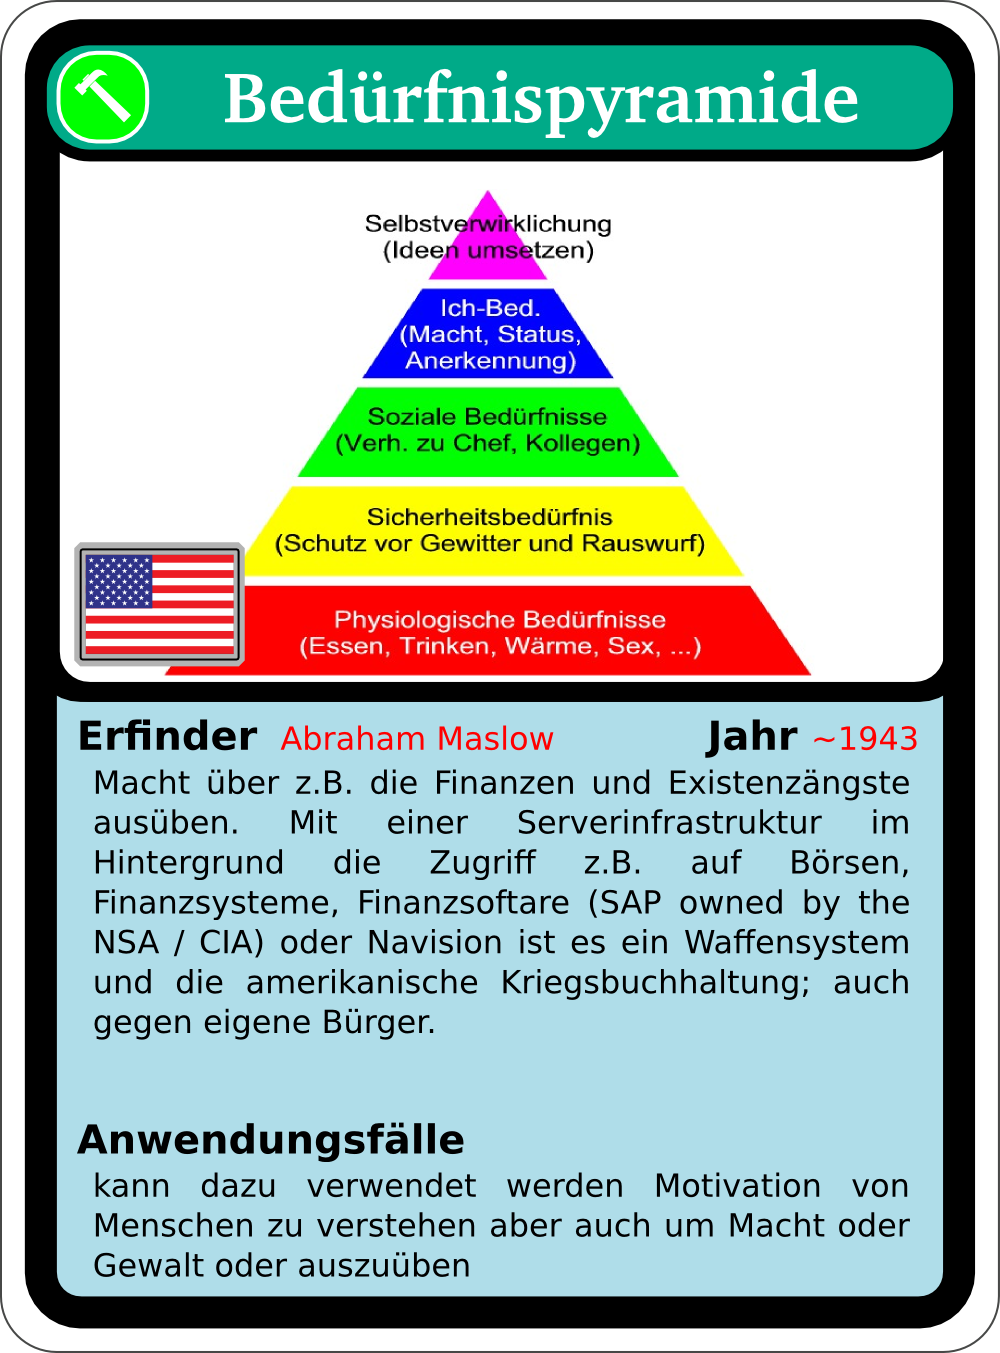 Bedürfnispyramide
Selbstverwirklichung
(Ideen umsetzen)
Ich-Bed.
(Macht, Status,
Anerkennung)
Soziale Bedürfnisse
(Verh. zu Chef, Kollegen)
Sicherheitsbedürfnis
(Schutz vor Gewitter und Rauswurf)
Physiologische Bedürfnisse
(Essen, Trinken, Wärme, Sex, ...)
Erfinder Abraham Maslow Jahr ~1943
Macht über z.B. die Finanzen und Existenzängste
ausüben. Mit einer Serverinfrastruktur im
Hintergrund die Zugriff z.B. auf Börsen,
Finanzsysteme, Finanzsoftare (SAP owned by the
NSA / CIA) oder Navision ist es ein Waffensystem
und die amerikanische Kriegsbuchhaltung; auch
gegen eigene Bürger.
Anwendungsfälle
kann dazu verwendet werden Motivation von
Menschen zu verstehen aber auch um Macht oder
Gewalt oder auszuüben